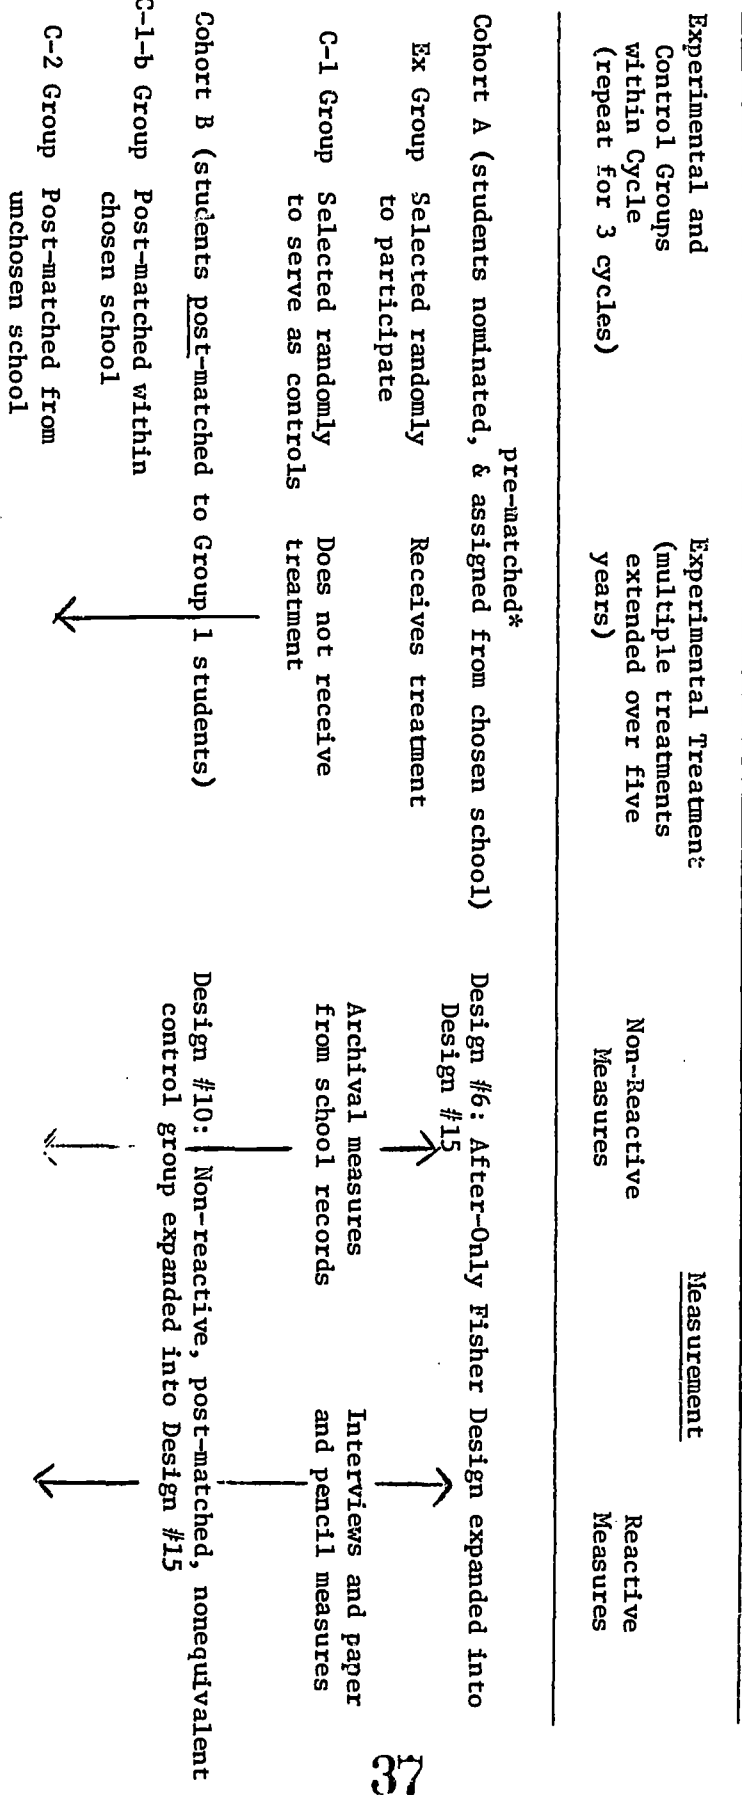 Measurement
Experimental and
Control Groups
within Cycle
(repeat for 3 cycles)
Experimental Treatment
(multiple treatments
extended over five
years)
Non-Reactive
Measures
Reactive
Measures
pre-matched*
Cohort A (students nominated, & assigned from chosen school)
Design #6: After-Only Fisher Design expanded into
Design #15
Ex Group Selected randomly
to participate
Receives treatment
C-1 Group Selected randomly
to serve as controls
Does not receive
treatment
Archival measures
from school records
Interviews and paper
and pencil measures
Cohort B (students post-matched to Group 1 students)
Design #10: Non-reactive, post-matched, nonequivalent
control group expanded into Design #15
C-1-b Group Post-matched within
chosen school
C-2 Group Post-matched from
unchosen school
37